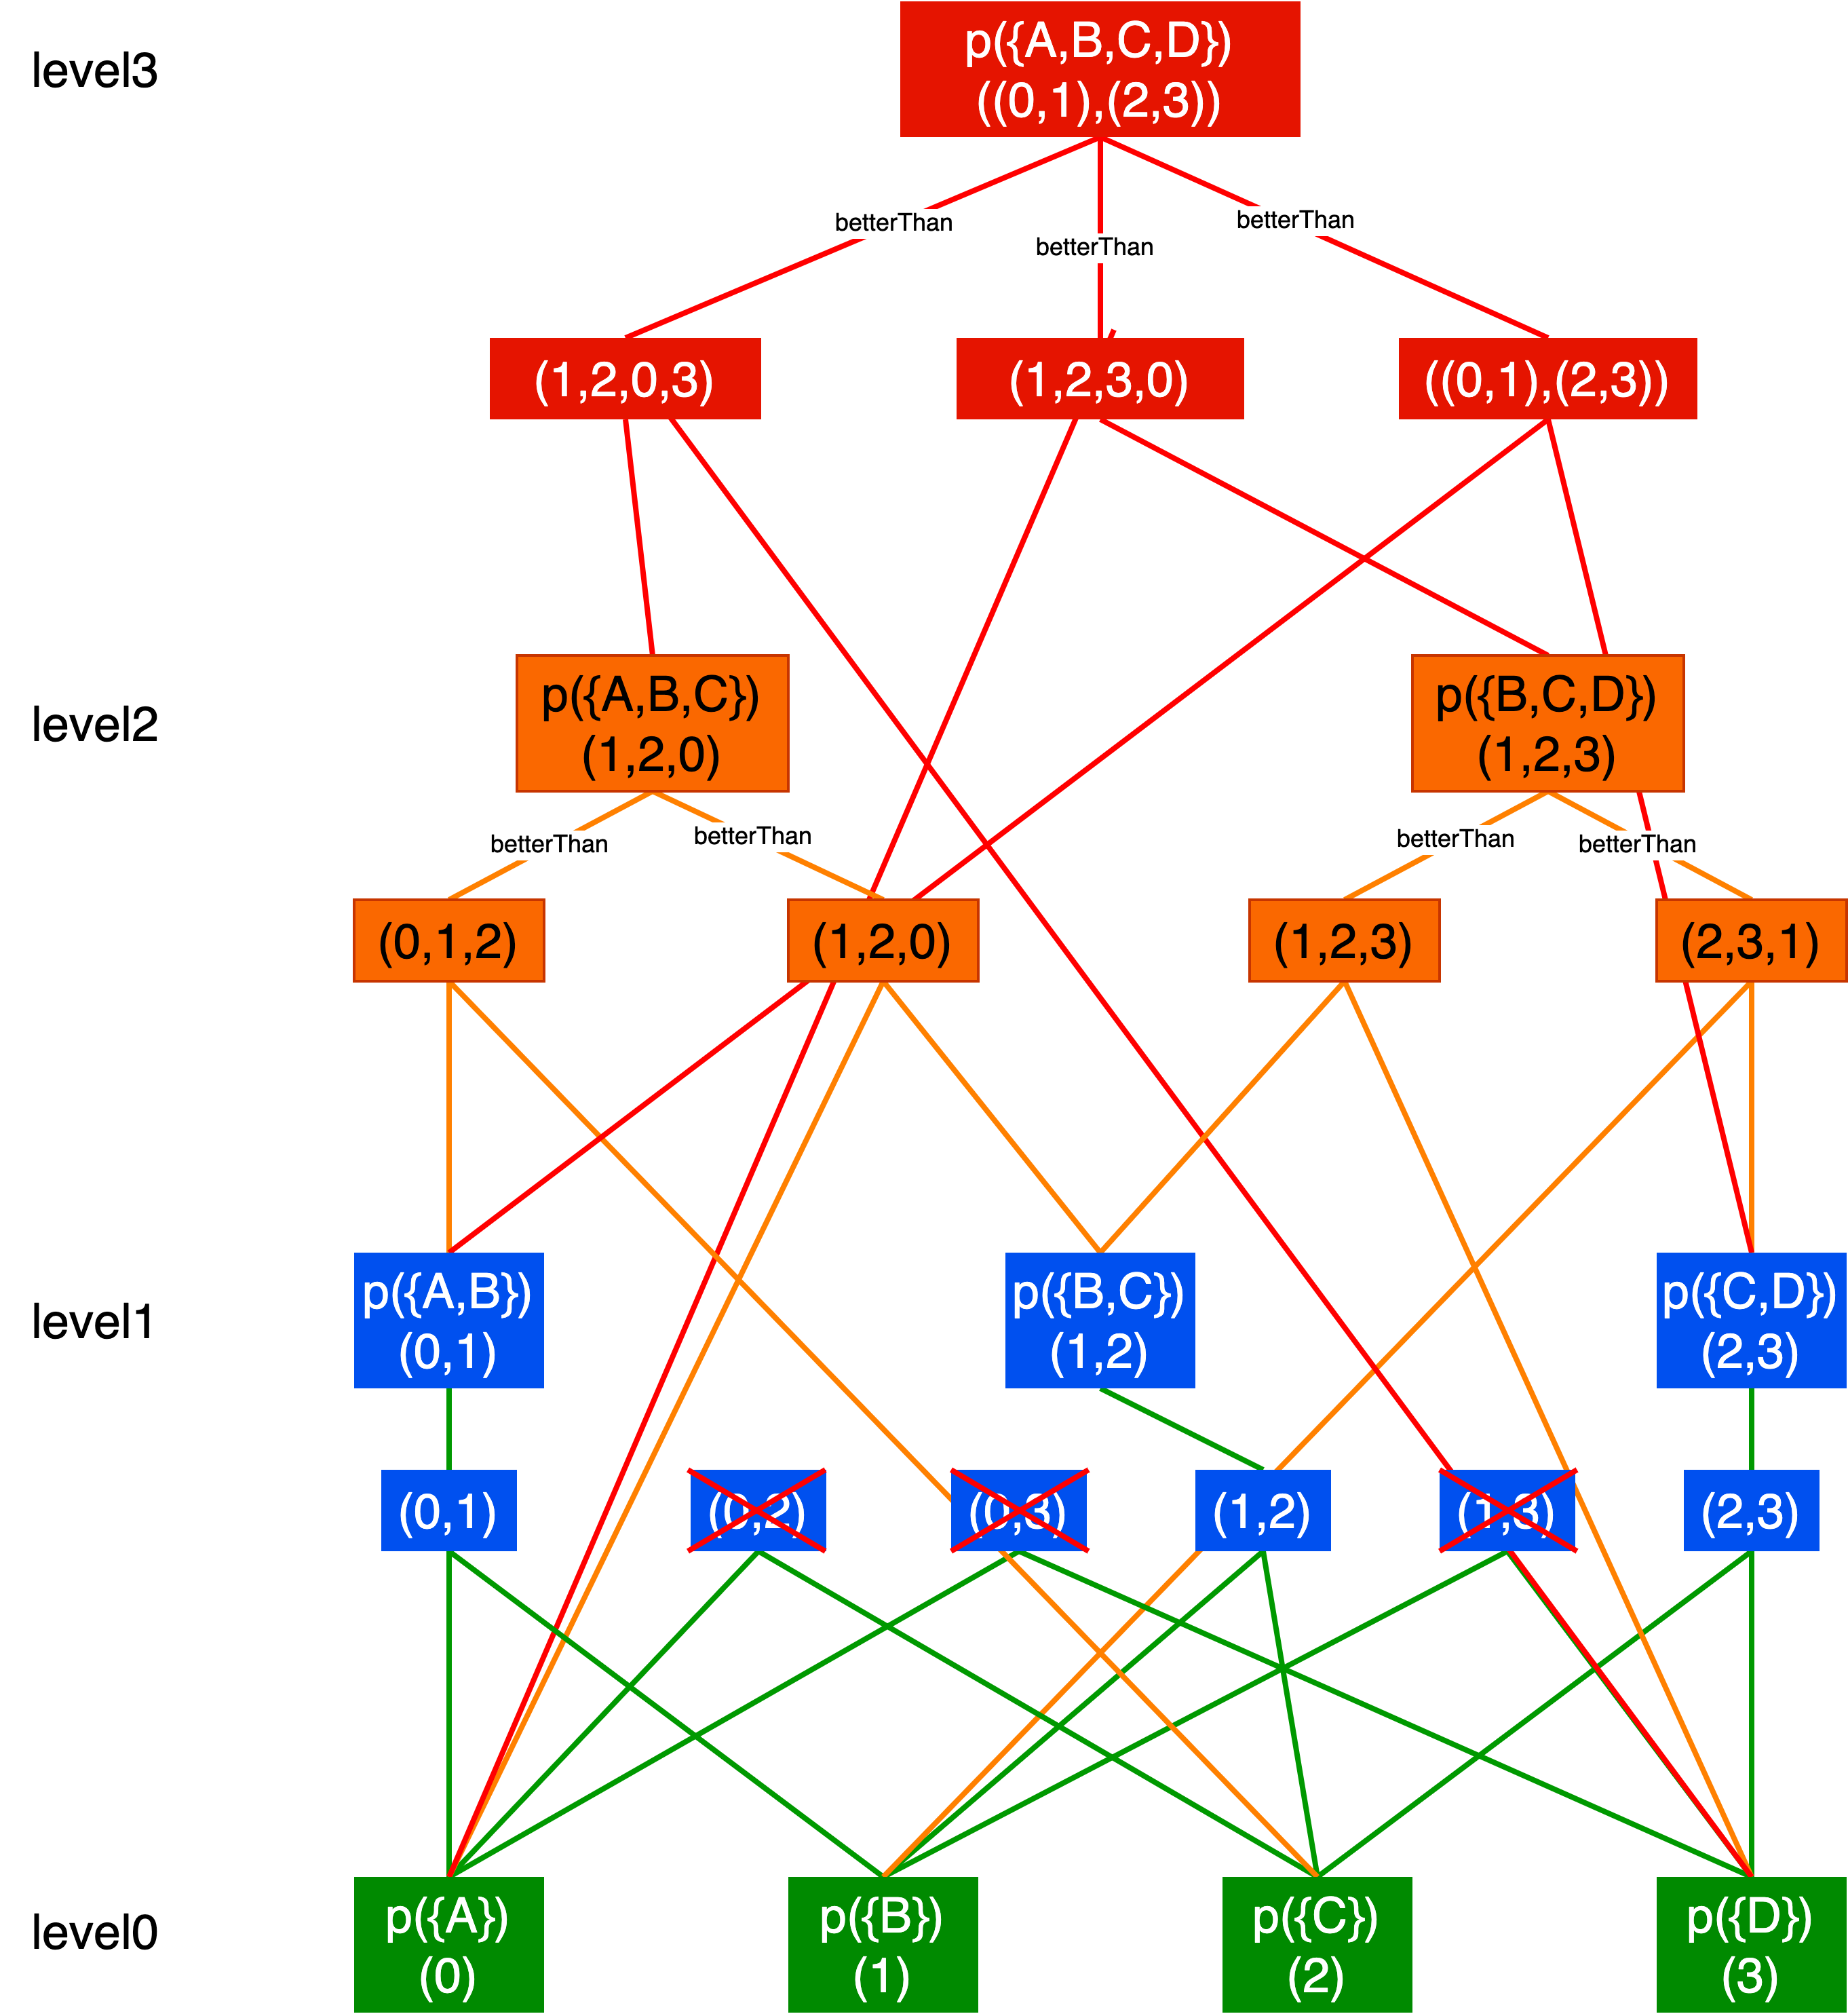 level3
p({A,B,C,D})
((0,1),(2,3))
betterThan
betterThan
betterThan
(1,2,0,3)
(1,2,3,0)
((0,1),(2,3))
level2
p({A,B,C})
(1,2,0)
p({B,C,D})
(1,2,3)
betterThan
betterThan
betterThan
betterThan
(0,1,2)
(1,2,0)
(1,2,3)
(2,3,1)
level1
p({A,B})
(0,1)
p({B,C})
(1,2)
p({C,D})
(2,3)
(0,1)
(0,2)
(0,3)
(1,2)
(1,3)
(2,3)
level0
p({A})
(0)
p({B})
(1)
p({C})
(2)
p({D})
(3)